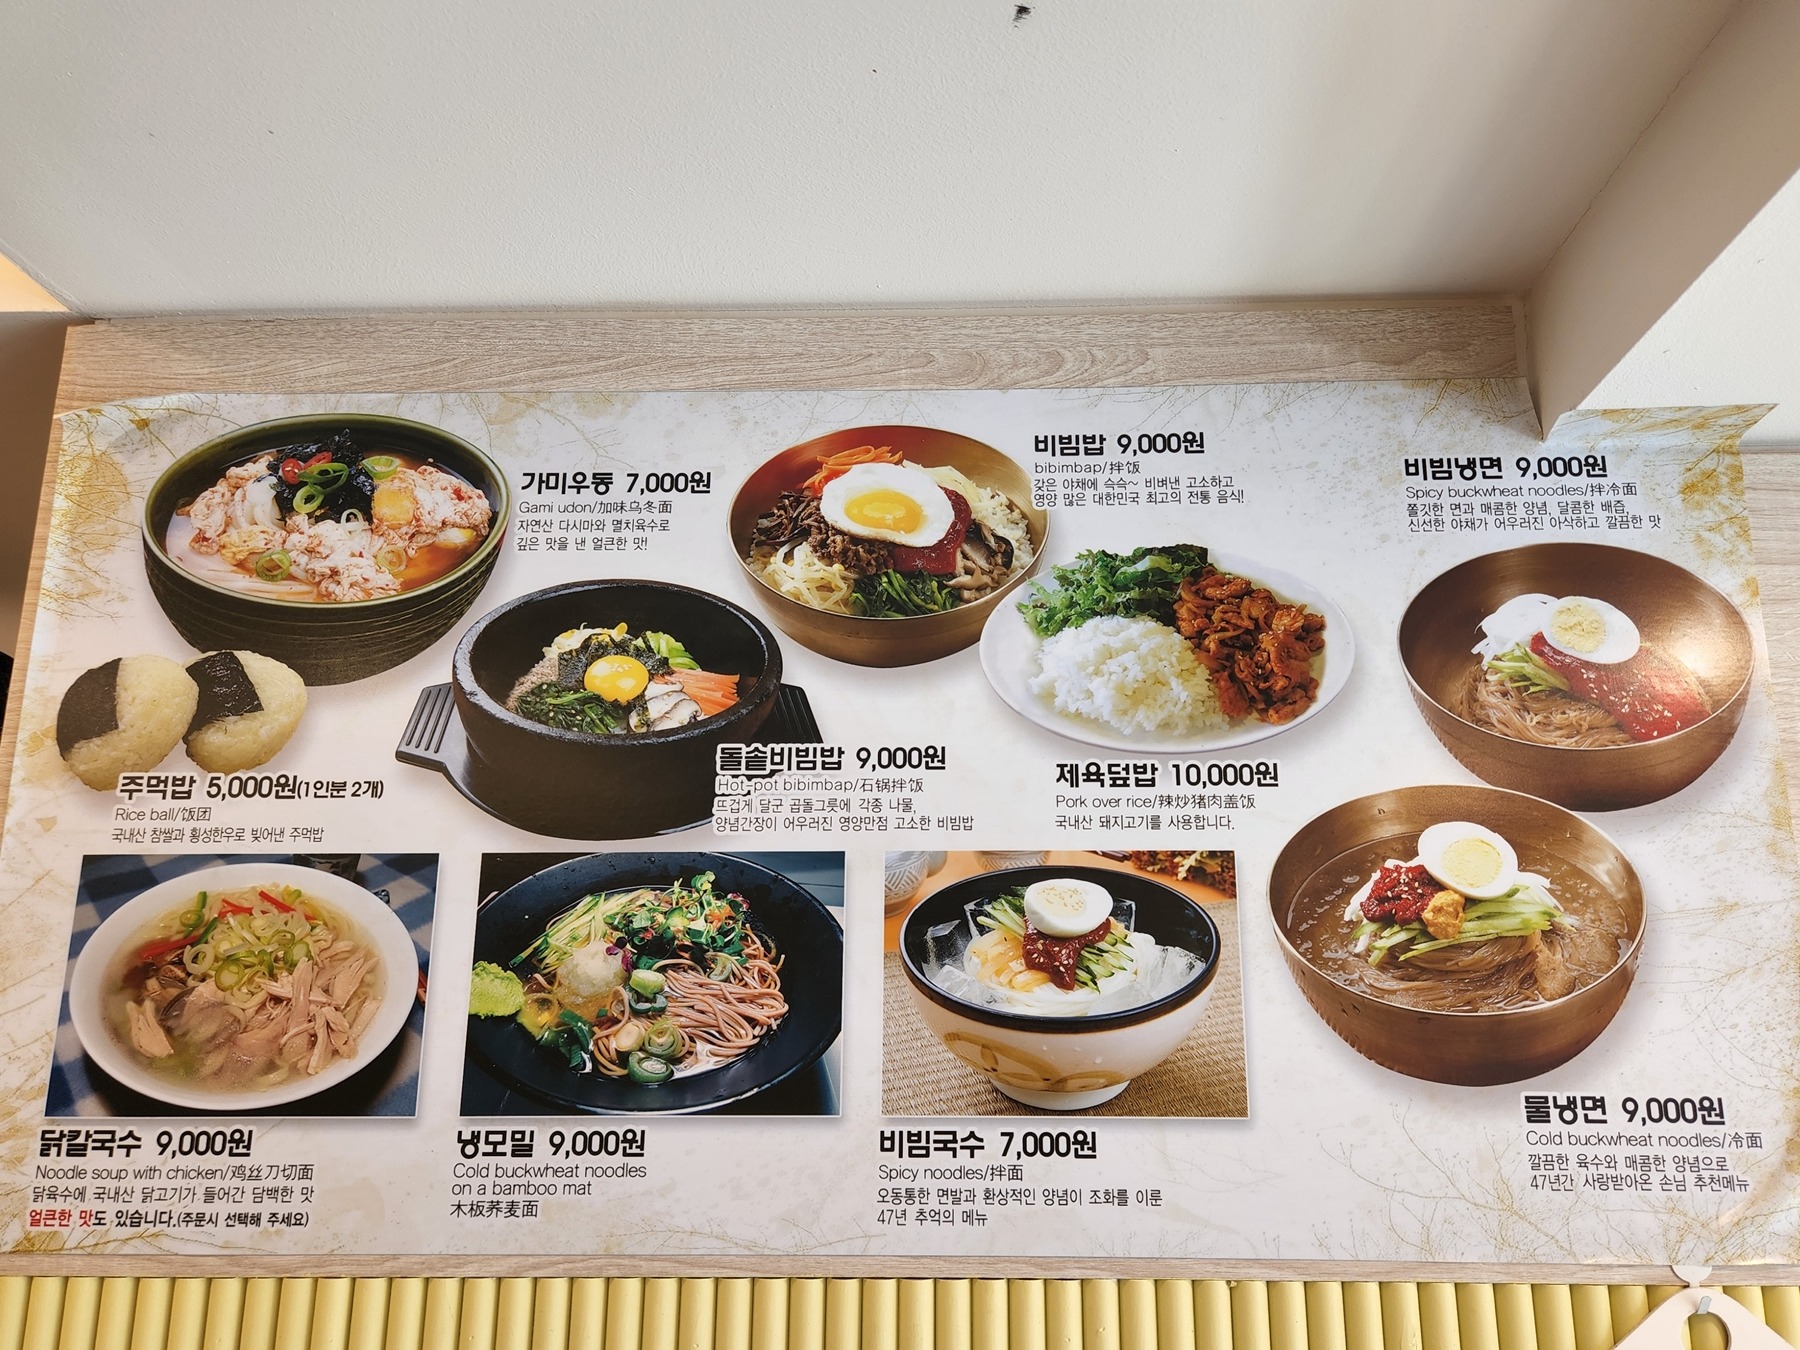 가미우동 7,000원
Gami udon/加味乌冬面
자연산 다시마와 멸치육수로
깊은 맛을 낸 얼큰한 맛!
비빔밥 9,000원
bibimbap/拌饭
갖은 야채에 슥슥~ 비벼낸 고소하고
영양 많은 대한민국 최고의 전통 음식!
비빔냉면 9,000원
Spicy buckwheat noodles/拌冷面
쫄깃한 면과 매콤한 양념, 달콤한 배즙,
신선한 야채가 어우러진 아삭하고 깔끔한 맛
주먹밥 5,000원(1인분 2개)
Rice ball/饭团
국내산 참쌀과 횡성한우로 빚어낸 주먹밥
돌솥비빔밥 9,000원
Hot-pot bibimbap/石锅拌饭
뜨겁게 달군 곱돌그릇에 각종 나물,
양념간장이 어우러진 영양만점 고소한 비빔밥
제육덮밥 10,000원
Pork over rice/辣炒猪肉盖饭
국내산 돼지고기를 사용합니다.
닭칼국수 9,000원
Noodle soup with chicken/鸡丝刀切面
닭육수에 국내산 닭고기가 들어간 담백한 맛
얼큰한 맛도 있습니다.(주문시 선택해 주세요)
냉모밀 9,000원
Cold buckwheat noodles
on a bamboo mat
木板荞麦面
비빔국수 7,000원
Spicy noodles/拌面
오동통한 면발과 환상적인 양념이 조화를 이룬
47년 추억의 메뉴
물냉면 9,000원
Cold buckwheat noodles/冷面
깔끔한 육수와 매콤한 양념으로
47년간 사랑받아온 손님 추천메뉴